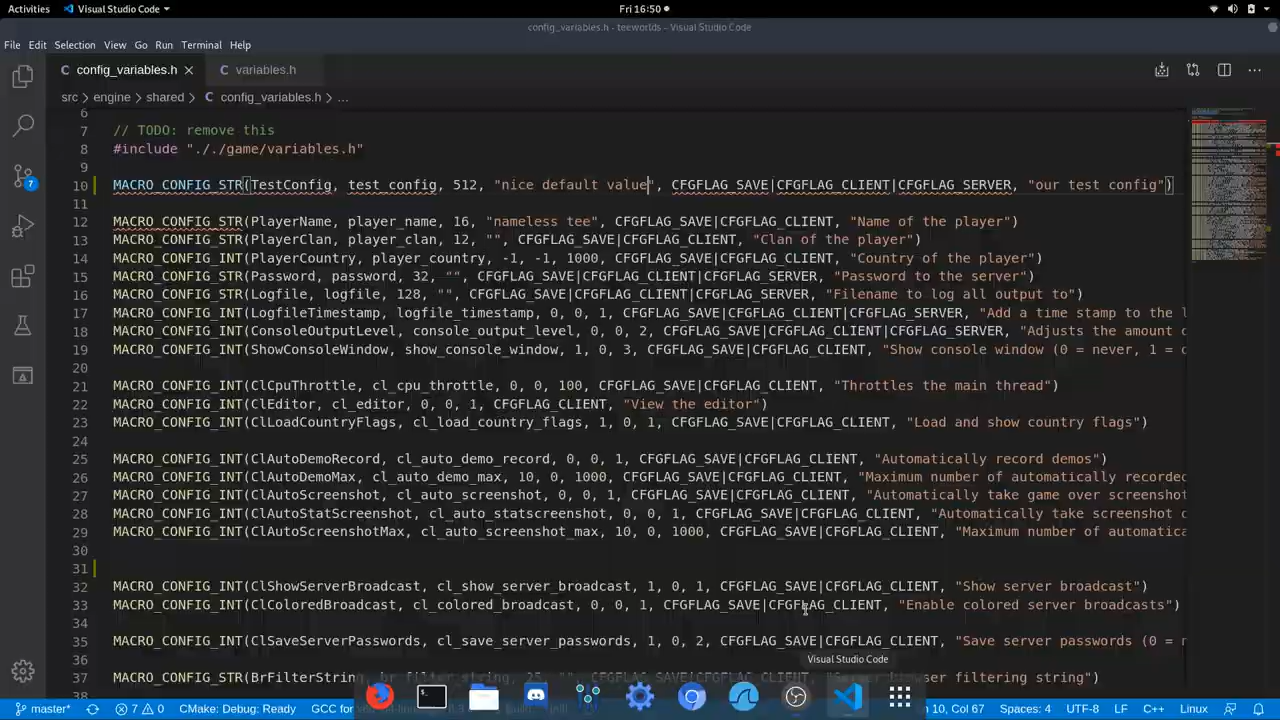 Activities Visual Studio Code Fri 16:50
config_variables.h - teeworlds - Visual Studio Code
File Edit Selection View Go Run Terminal Help
config_variables.h variables.h
src engine shared config_variables.h ...
6
7 // TODO: remove this
8 #include "././game/variables.h"
9
10 MACRO_CONFIG_STR(TestConfig, test_config, 512, "nice default value", CFGFLAG_SAVE|CFGFLAG_CLIENT|CFGFLAG_SERVER, "our test config")
11
12 MACRO_CONFIG_STR(PlayerName, player_name, 16, "nameless tee", CFGFLAG_SAVE|CFGFLAG_CLIENT, "Name of the player")
13 MACRO_CONFIG_STR(PlayerClan, player_clan, 12, "", CFGFLAG_SAVE|CFGFLAG_CLIENT, "Clan of the player")
14 MACRO_CONFIG_INT(PlayerCountry, player_country, -1, -1, 1000, CFGFLAG_SAVE|CFGFLAG_CLIENT, "Country of the player")
15 MACRO_CONFIG_STR(Password, password, 32, "", CFGFLAG_SAVE|CFGFLAG_CLIENT|CFGFLAG_SERVER, "Password to the server")
16 MACRO_CONFIG_STR(Logfile, logfile, 128, "", CFGFLAG_SAVE|CFGFLAG_CLIENT|CFGFLAG_SERVER, "Filename to log all output to")
17 MACRO_CONFIG_INT(LogfileTimestamp, logfile_timestamp, 0, 0, 1, CFGFLAG_SAVE|CFGFLAG_CLIENT|CFGFLAG_SERVER, "Add a time stamp to the l
18 MACRO_CONFIG_INT(ConsoleOutputLevel, console_output_level, 0, 0, 2, CFGFLAG_SAVE|CFGFLAG_CLIENT|CFGFLAG_SERVER, "Adjusts the amount o
19 MACRO_CONFIG_INT(ShowConsoleWindow, show_console_window, 1, 0, 3, CFGFLAG_SAVE|CFGFLAG_CLIENT, "Show console window (0 = never, 1 = d
20
21 MACRO_CONFIG_INT(ClCpuThrottle, cl_cpu_throttle, 0, 0, 100, CFGFLAG_SAVE|CFGFLAG_CLIENT, "Throttles the main thread")
22 MACRO_CONFIG_INT(ClEditor, cl_editor, 0, 0, 1, CFGFLAG_CLIENT, "View the editor")
23 MACRO_CONFIG_INT(ClLoadCountryFlags, cl_load_country_flags, 1, 0, 1, CFGFLAG_SAVE|CFGFLAG_CLIENT, "Load and show country flags")
24
25 MACRO_CONFIG_INT(ClAutoDemoRecord, cl_auto_demo_record, 0, 0, 1, CFGFLAG_SAVE|CFGFLAG_CLIENT, "Automatically record demos")
26 MACRO_CONFIG_INT(ClAutoDemoMax, cl_auto_demo_max, 10, 0, 1000, CFGFLAG_SAVE|CFGFLAG_CLIENT, "Maximum number of automatically recorded
27 MACRO_CONFIG_INT(ClAutoScreenshot, cl_auto_screenshot, 0, 0, 1, CFGFLAG_SAVE|CFGFLAG_CLIENT, "Automatically take game over screenshot
28 MACRO_CONFIG_INT(ClAutoStatScreenshot, cl_auto_statscreenshot, 0, 0, 1, CFGFLAG_SAVE|CFGFLAG_CLIENT, "Automatically take screenshot o
29 MACRO_CONFIG_INT(ClAutoScreenshotMax, cl_auto_screenshot_max, 10, 0, 1000, CFGFLAG_SAVE|CFGFLAG_CLIENT, "Maximum number of automatica
30
31
32 MACRO_CONFIG_INT(ClShowServerBroadcast, cl_show_server_broadcast, 1, 0, 1, CFGFLAG_SAVE|CFGFLAG_CLIENT, "Show server broadcast")
33 MACRO_CONFIG_INT(ClColoredBroadcast, cl_colored_broadcast, 0, 0, 1, CFGFLAG_SAVE|CFGFLAG_CLIENT, "Enable colored server broadcasts")
34
35 MACRO_CONFIG_INT(ClSaveServerPasswords, cl_save_server_passwords, 1, 0, 2, CFGFLAG_SAVE|CFGFLAG_CLIENT, "Save server passwords (0 = n
36
Visual Studio Code
37 MACRO_CONFIG_STR(BrFilterString, br_filter_string, 25, "", CFGFLAG_SAVE|CFGFLAG_CLIENT, "Server browser filtering string")
38
7
master* 7 0 CMake: Debug: Ready GCC for 10, Col 67 Spaces: 4 UTF-8 LF C++ Linux